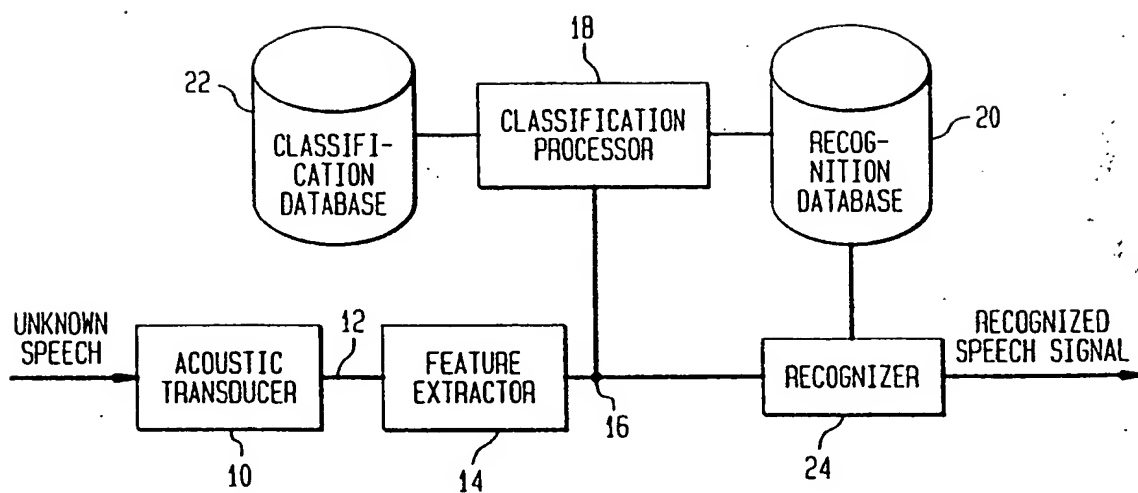 18
22
CLASSIFICATION
PROCESSOR
20
CLASSIFI-
CATION
DATABASE
RECOG-
NITION
DATABASE
UNKNOWN
SPEECH
12
RECOGNIZED
SPEECH SIGNAL
ACOUSTIC
TRANSDUCER
FEATURE
EXTRACTOR
RECOGNIZER
10
14
16
24